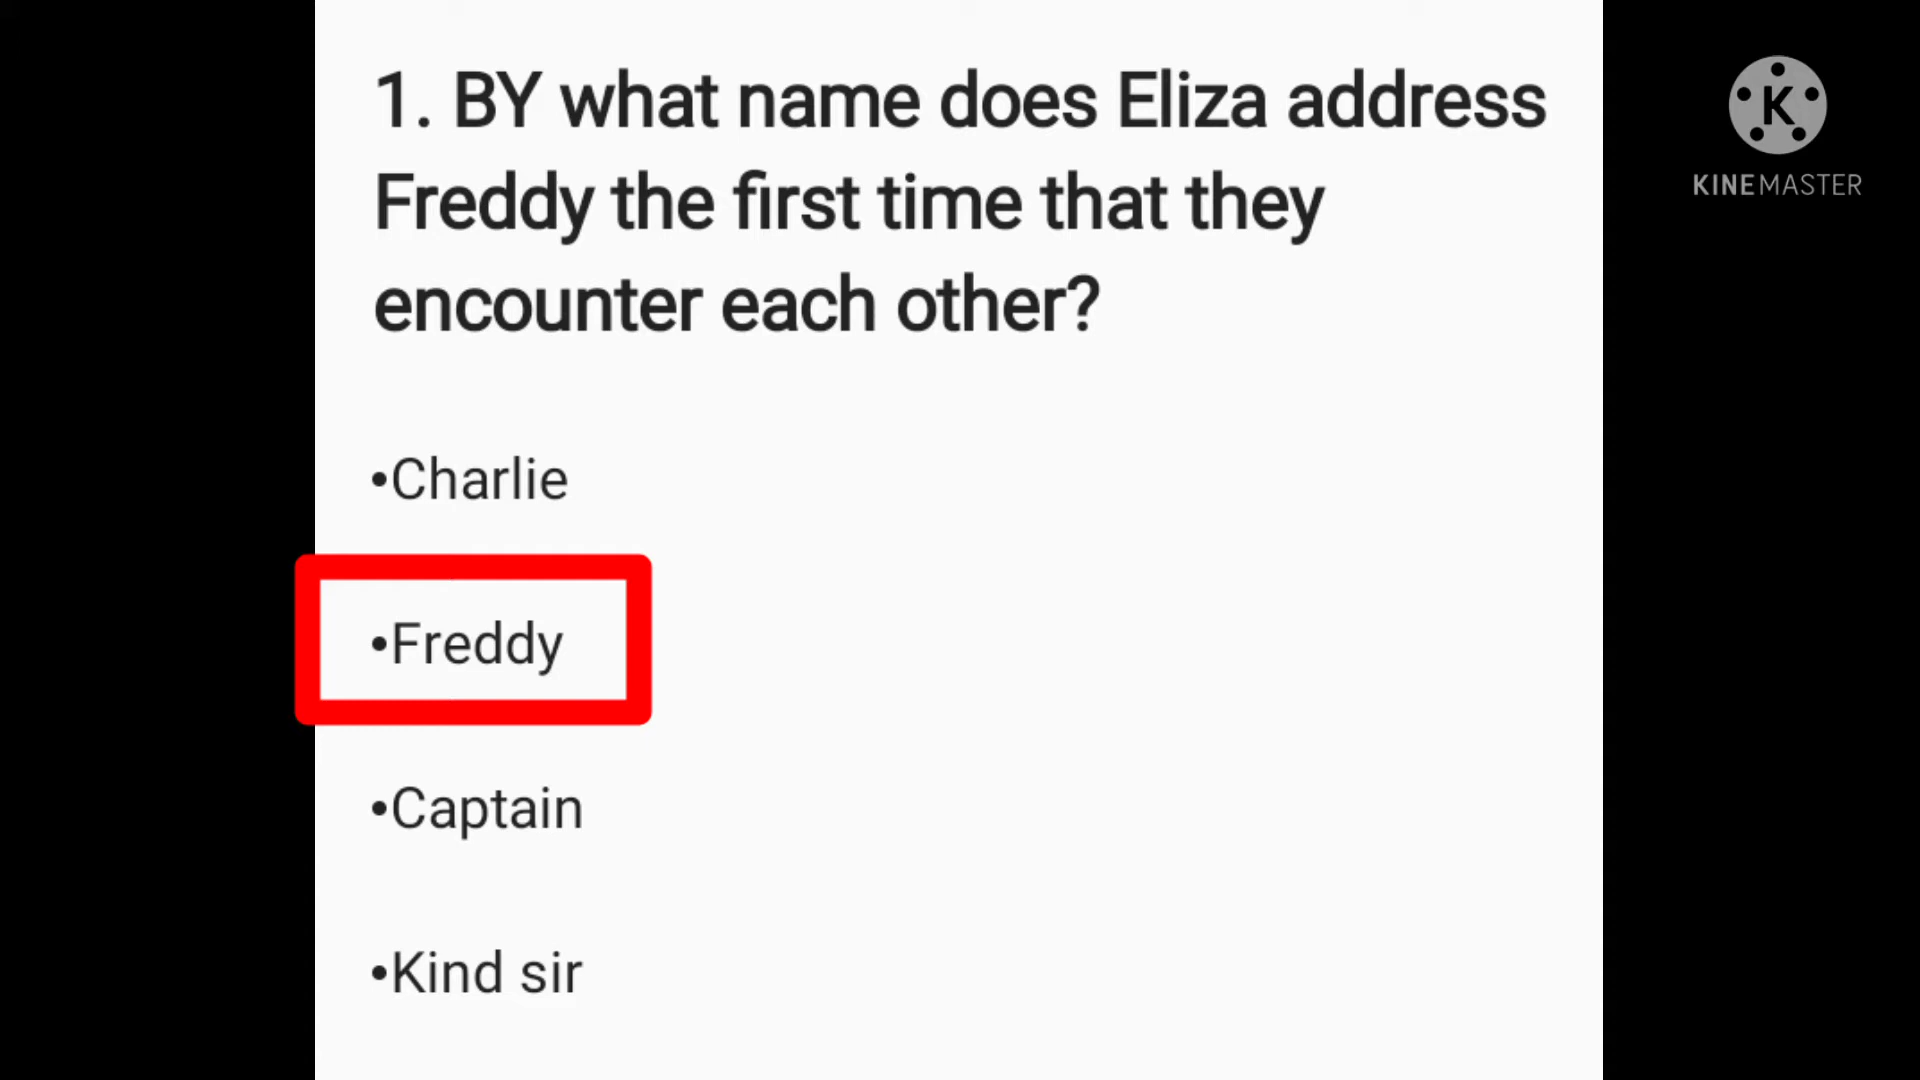 1. BY what name does Eliza address
Freddy the first time that they
encounter each other?
•Charlie
•Freddy
•Captain
•Kind sir
K
KINEMASTER